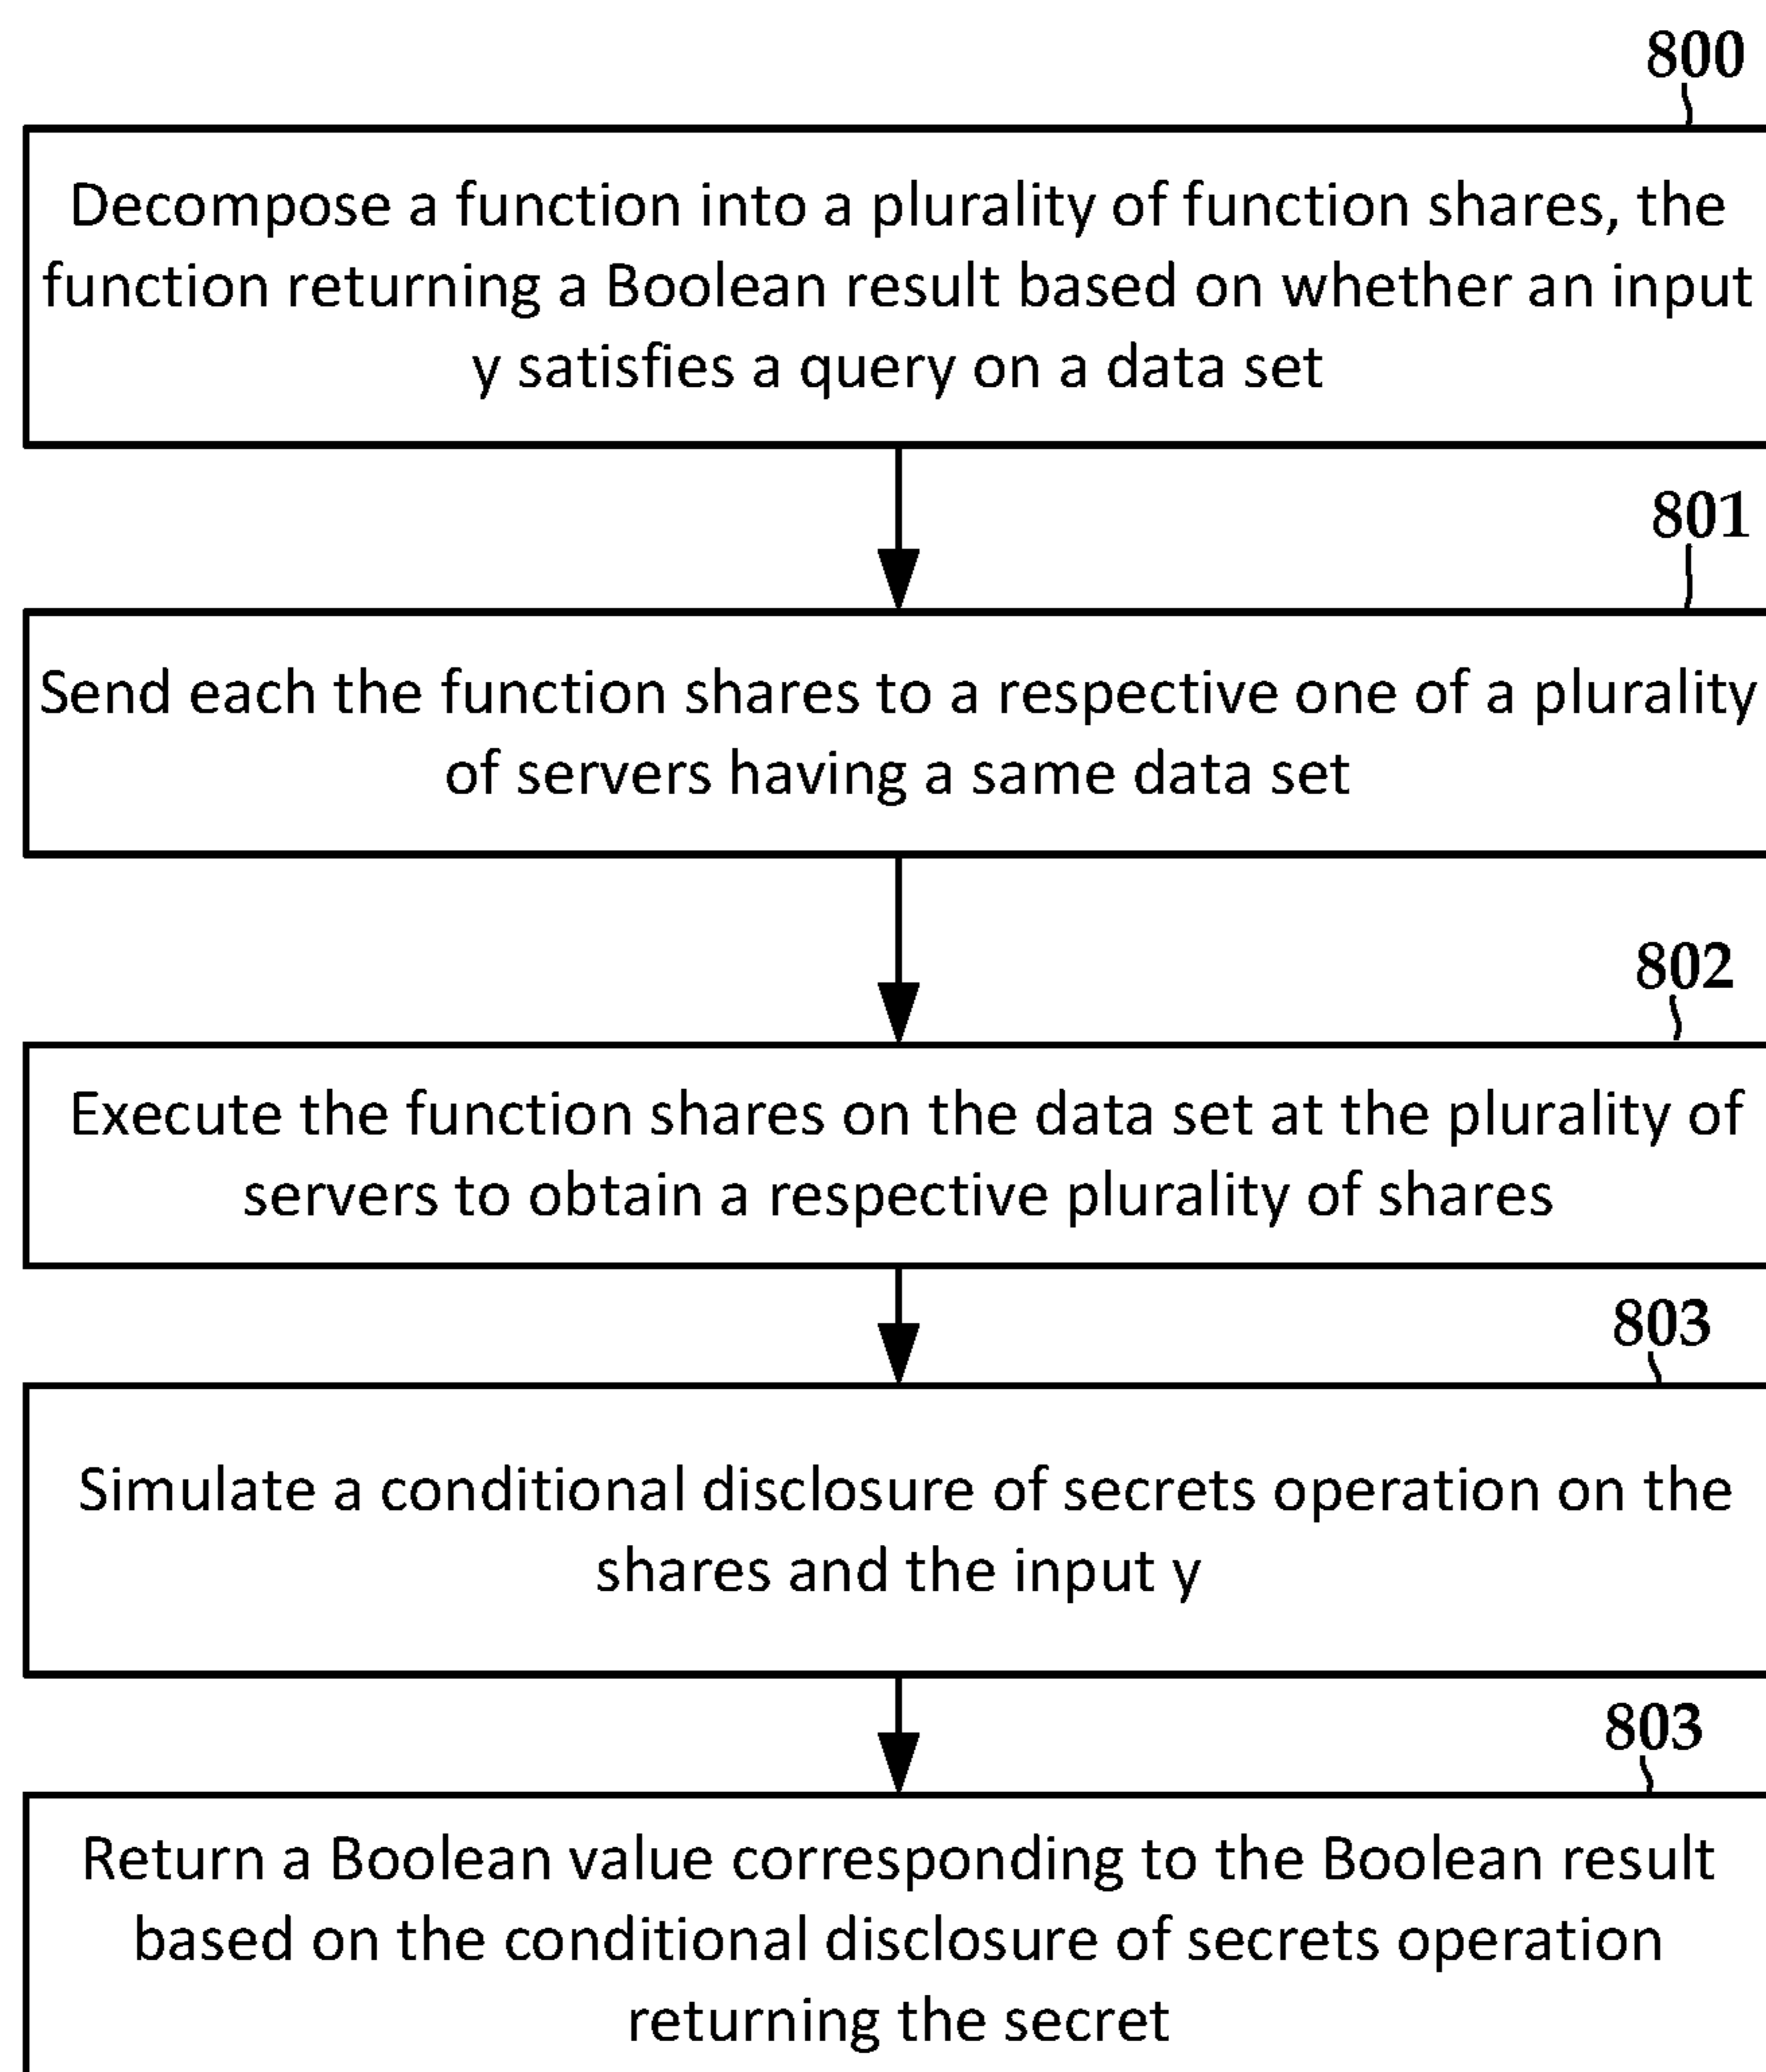 800
Decompose a function into a plurality of function shares, the
function returning a Boolean result based on whether an input
y satisfies a query on a data set
801
Send each the function shares to a respective one of a plurality
of servers having a same data set
802
Execute the function shares on the data set at the plurality of
servers to obtain a respective plurality of shares
803
Simulate a conditional disclosure of secrets operation on the
shares and the input y
803
Return a Boolean value corresponding to the Boolean result
based on the conditional disclosure of secrets operation
returning the secret